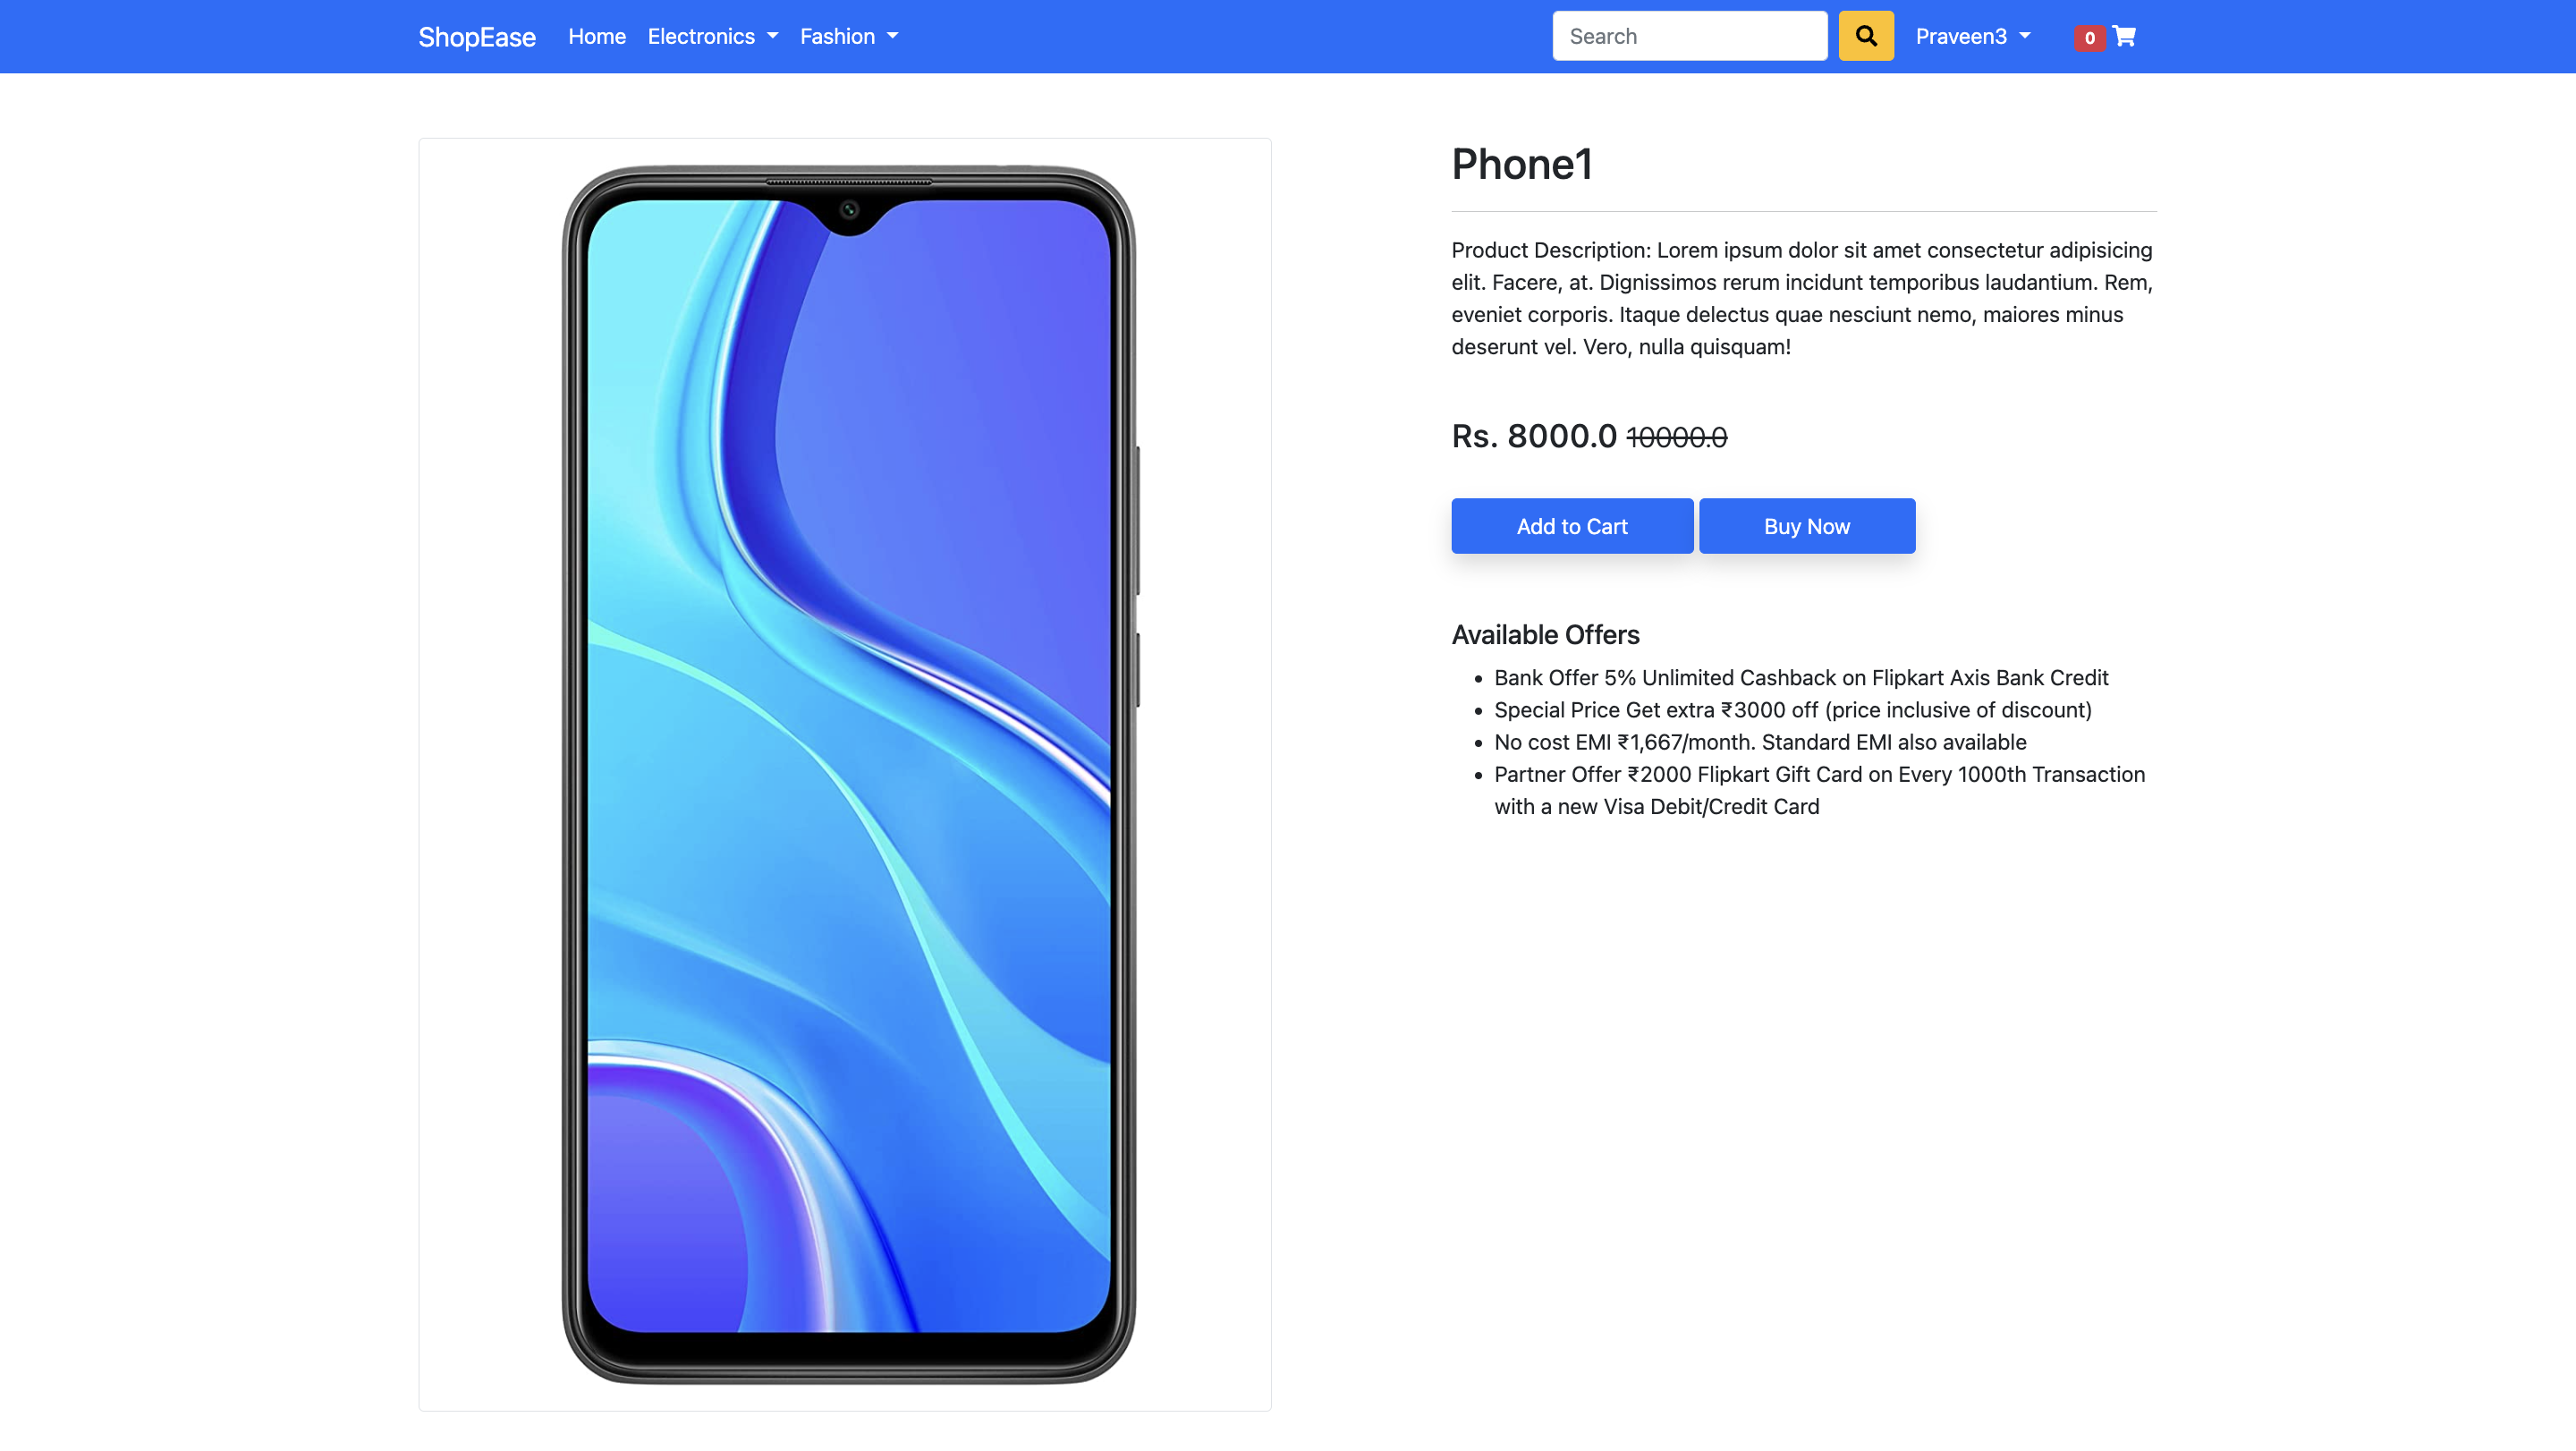 ShopEase Home Electronics Fashion Search Praveen3 0
Phone1
Product Description: Lorem ipsum dolor sit amet consectetur adipisicing
elit. Facere, at. Dignissimos rerum incidunt temporibus laudantium. Rem,
eveniet corporis. Itaque delectus quae nesciunt nemo, maiores minus
deserunt vel. Vero, nulla quisquam!
Rs. 8000.0 10000.0
Add to Cart Buy Now
Available Offers
• Bank Offer 5% Unlimited Cashback on Flipkart Axis Bank Credit
• Special Price Get extra ₹3000 off (price inclusive of discount)
• No cost EMI ₹1,667/month. Standard EMI also available
• Partner Offer ₹2000 Flipkart Gift Card on Every 1000th Transaction
with a new Visa Debit/Credit Card